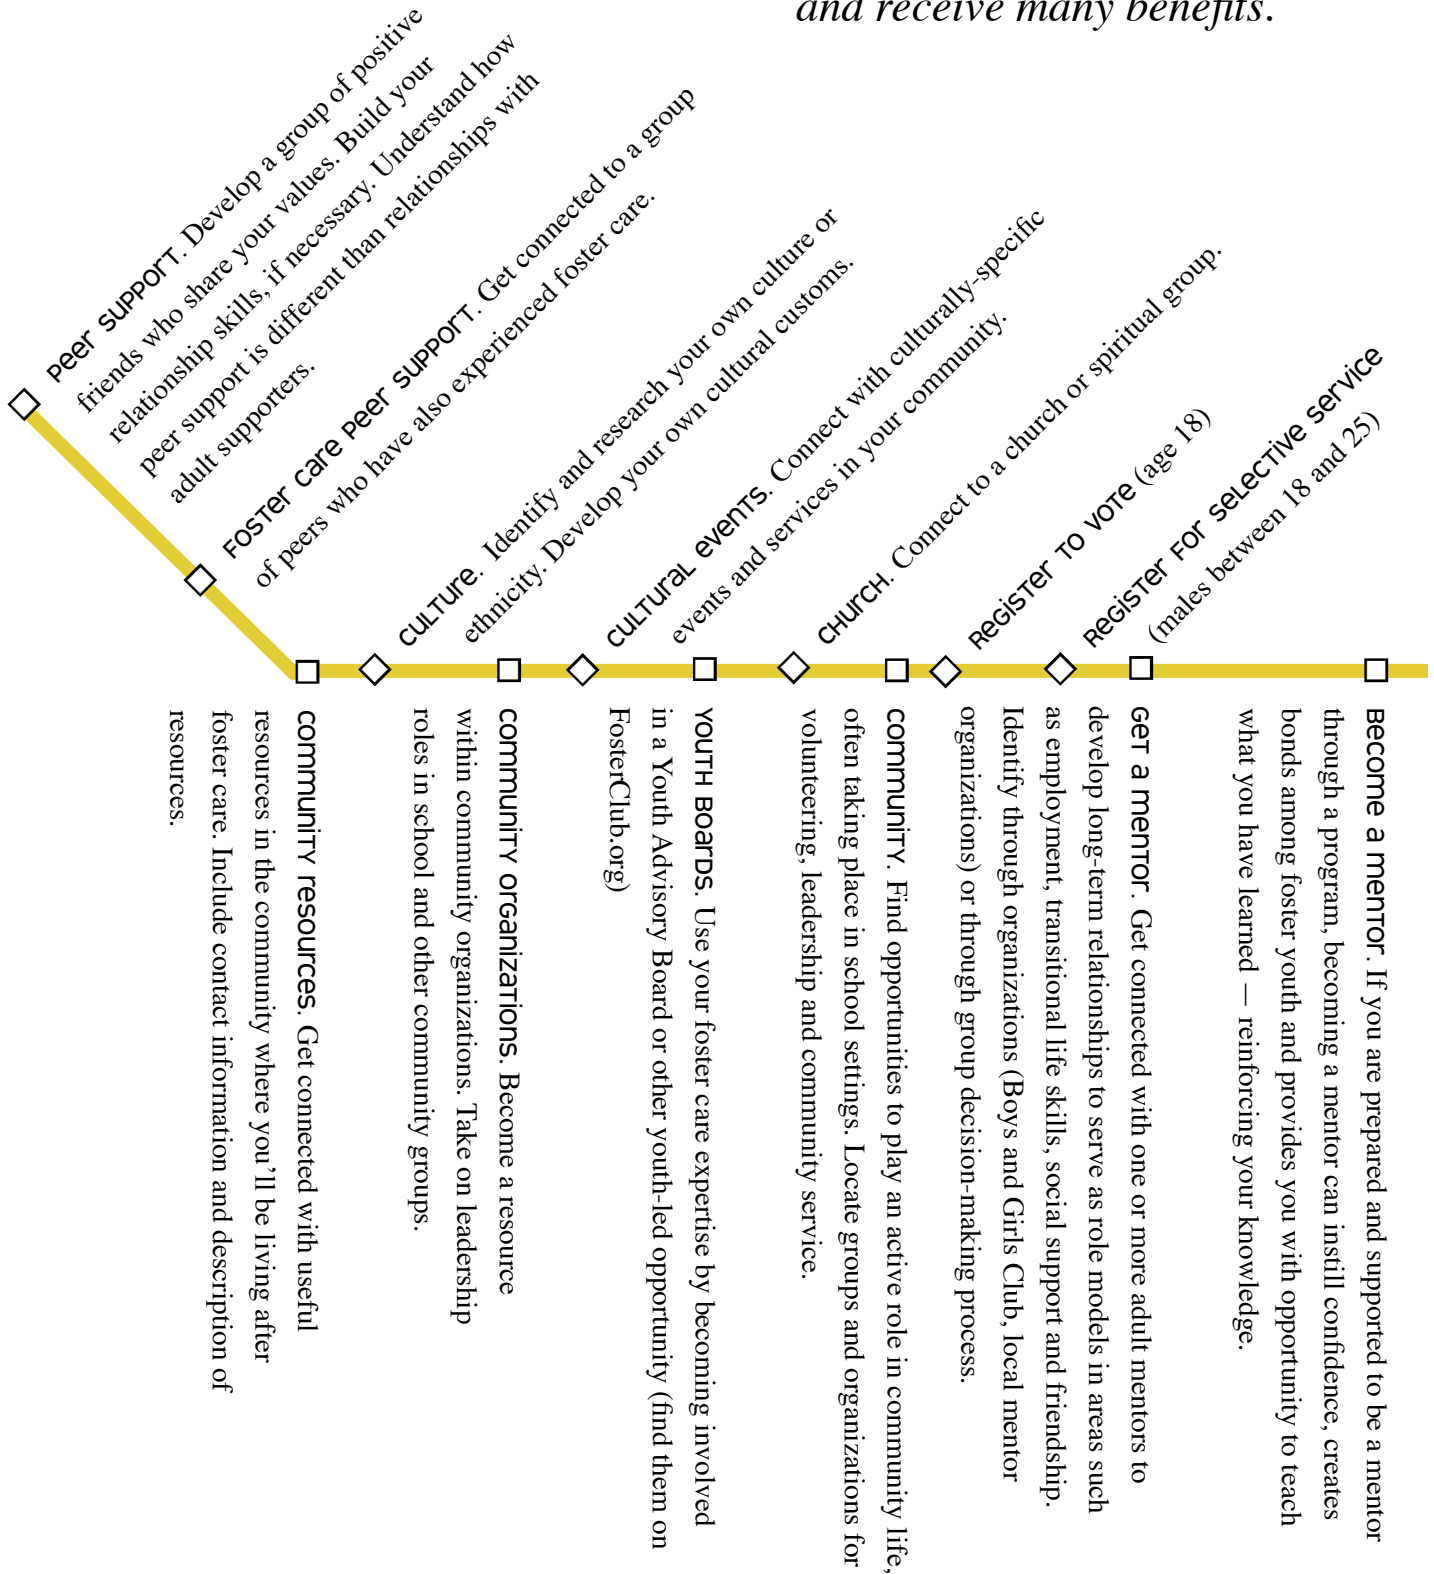 and receive many benefits.
Peer support. Develop a group of positive
friends who share your values. Build your
relationship skills, if necessary. Understand how
peer support is different than relationships with
adult supporters.
Foster care peer support. Get connected to a group
of peers who have also experienced foster care.
Culture. Identify and research your own culture or
ethnicity. Develop your own cultural customs.
Cultural events. Connect with culturally-specific
events and services in your community.
Church. Connect to a church or spiritual group.
Register to vote (age 18)
Register for selective service
(males between 18 and 25)
Community resources. Get connected with useful
resources in the community where you'll be living after
foster care. Include contact information and description of
resources.
Community organizations. Become a resource
within community organizations. Take on leadership
roles in school and other community groups.
Youth boards. Use your foster care expertise by becoming involved
in a Youth Advisory Board or other youth-led opportunity (find them on
FosterClub.org)
Community. Find opportunities to play an active role in community life,
often taking place in school settings. Locate groups and organizations for
volunteering, leadership and community service.
Get a mentor. Get connected with one or more adult mentors to
develop long-term relationships to serve as role models in areas such
as employment, transitional life skills, social support and friendship.
Identify through organizations (Boys and Girls Club, local mentor
organizations) or through group decision-making process.
Become a mentor. If you are prepared and supported to be a mentor
through a program, becoming a mentor can instill confidence, creates
bonds among foster youth and provides you with opportunity to teach
what you have learned — reinforcing your knowledge.